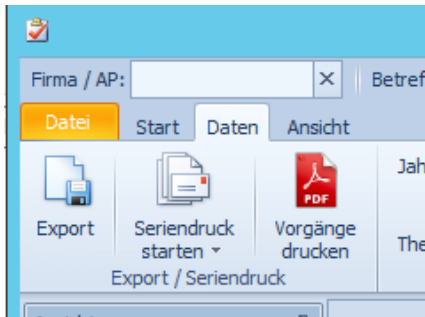 Firma / AP: Betref
Datei Start Daten Ansicht
Jah
PDF
Export Seriendruck Vorgänge
starten drucken
The
Export / Seriendruck